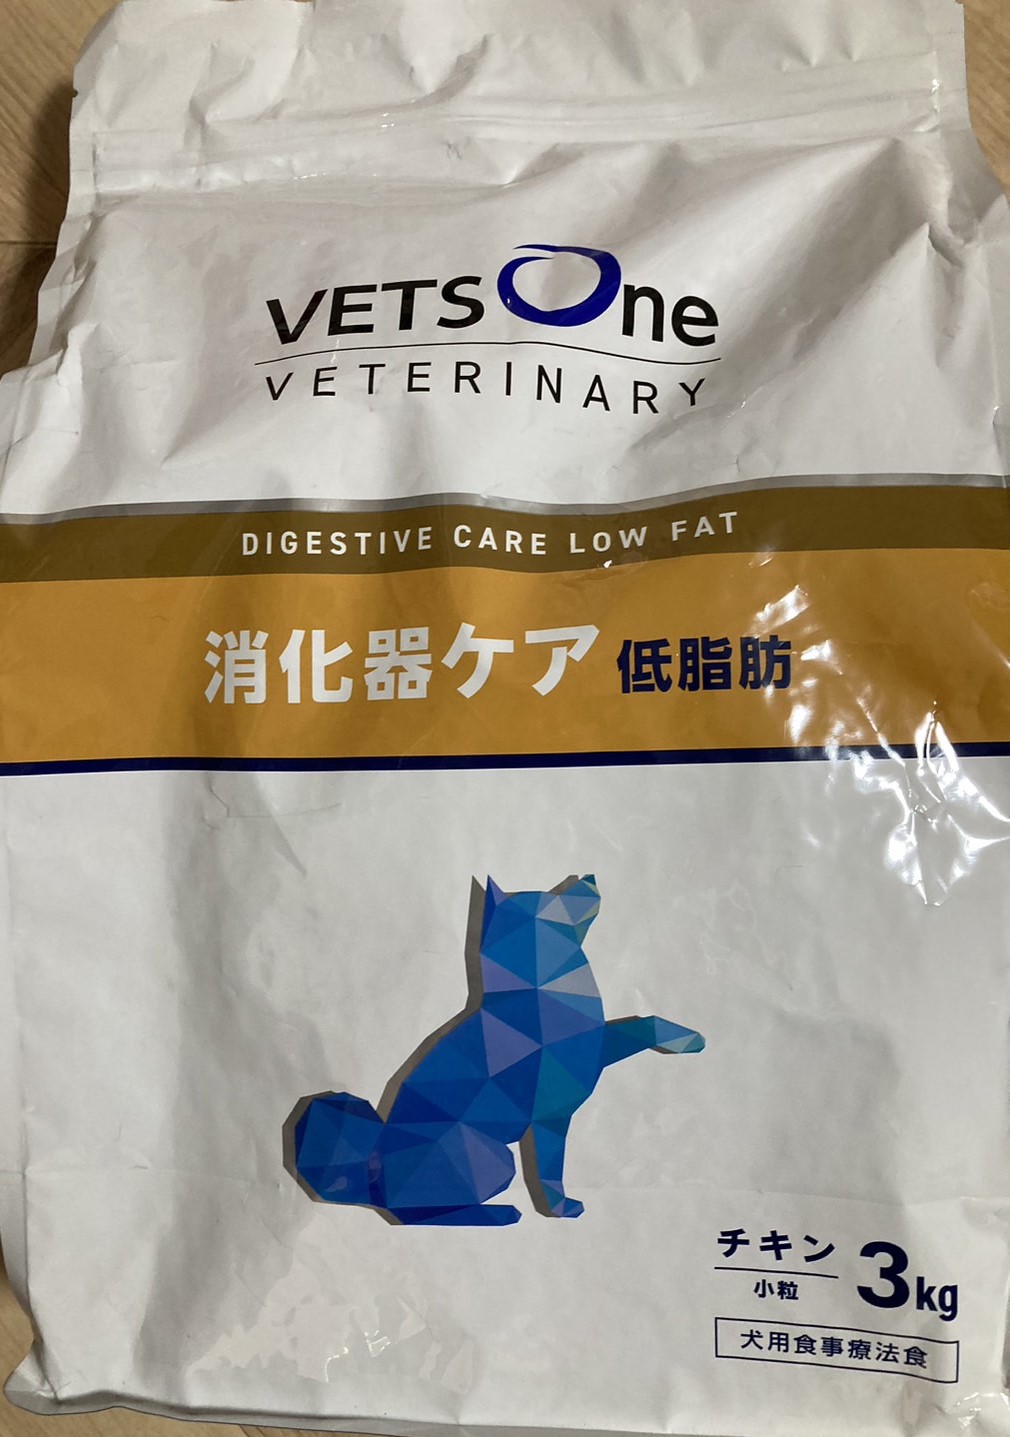 VETS One
VETERINARY
DIGESTIVE CARE LOW FAT
消化器ケア 低脂肪
チキン 3kg
小粒
犬用食事療法食